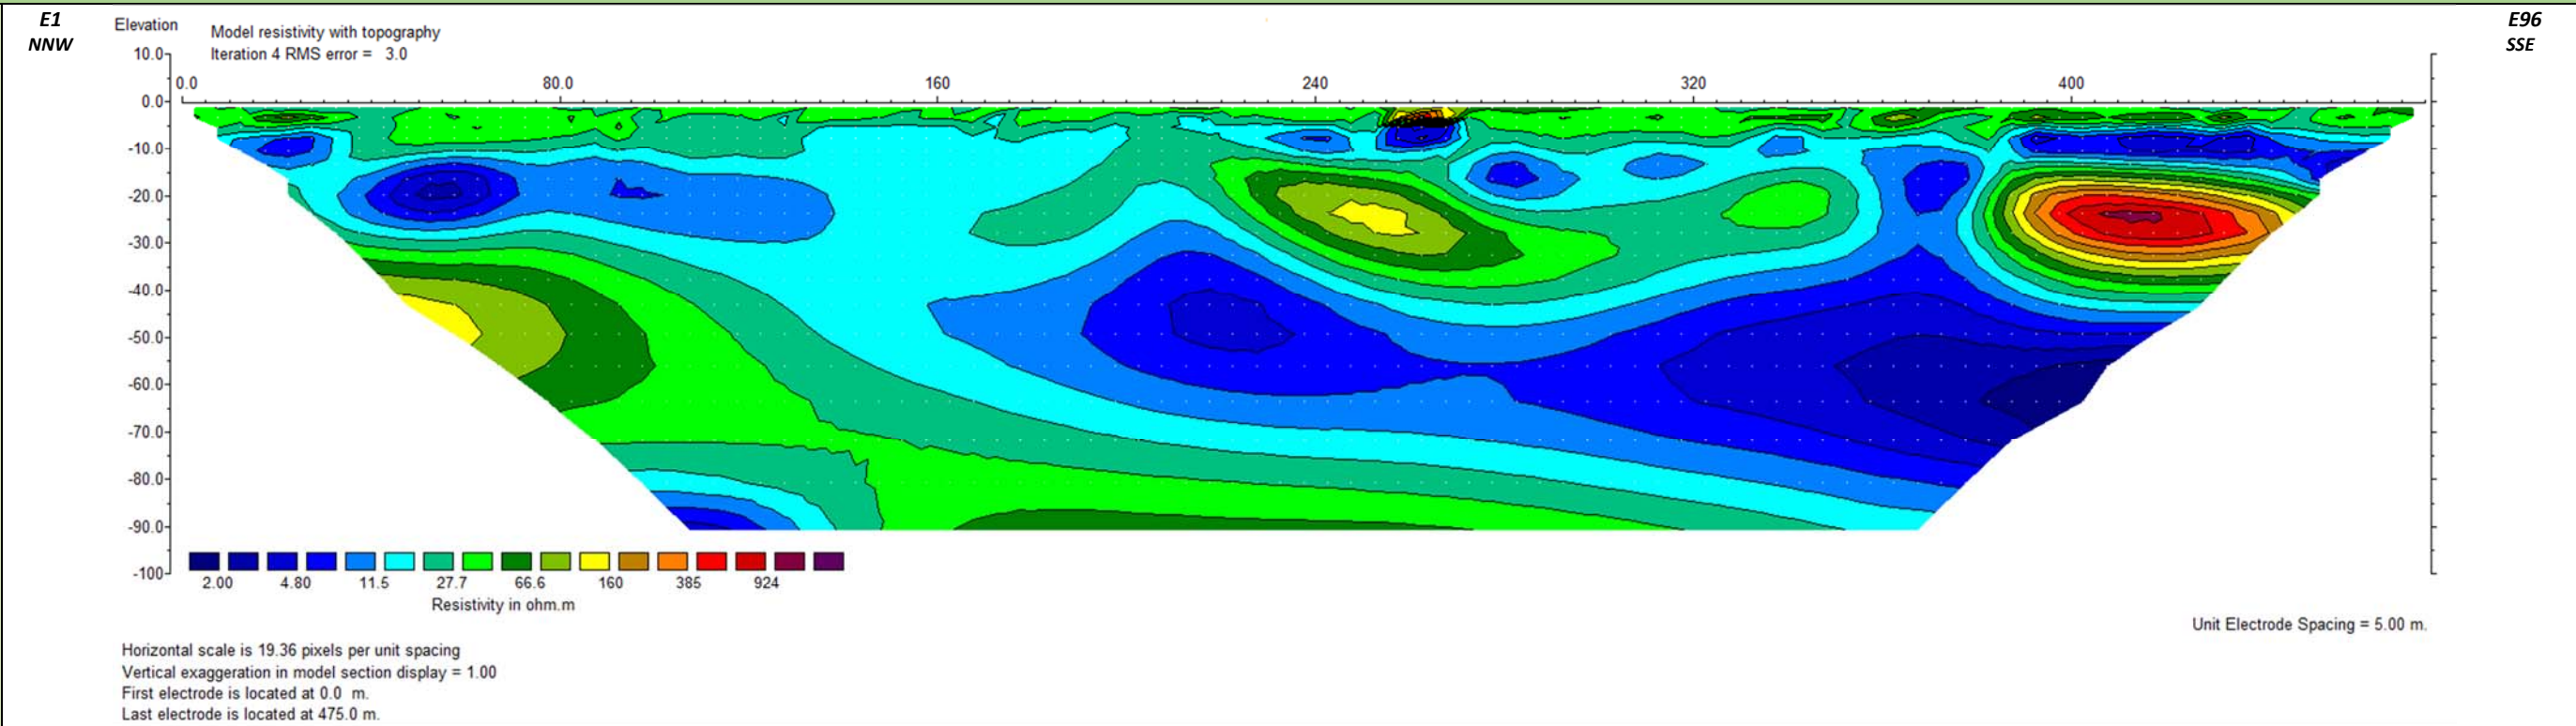 E1
NNW
E96
SSE
Elevation
Model resistivity with topography
Iteration 4 RMS error = 3.0
10.0
0.0 80.0 160 240 320 400
0.0
-10.0
-20.0
-30.0
-40.0
-50.0
-60.0
-70.0
-80.0
-90.0
-100
2.00 4.80 11.5 27.7 66.6 160 385 924
Resistivity in ohm.m
Unit Electrode Spacing = 5.00 m.
Horizontal scale is 19.36 pixels per unit spacing
Vertical exaggeration in model section display = 1.00
First electrode is located at 0.0 m.
Last electrode is located at 475.0 m.